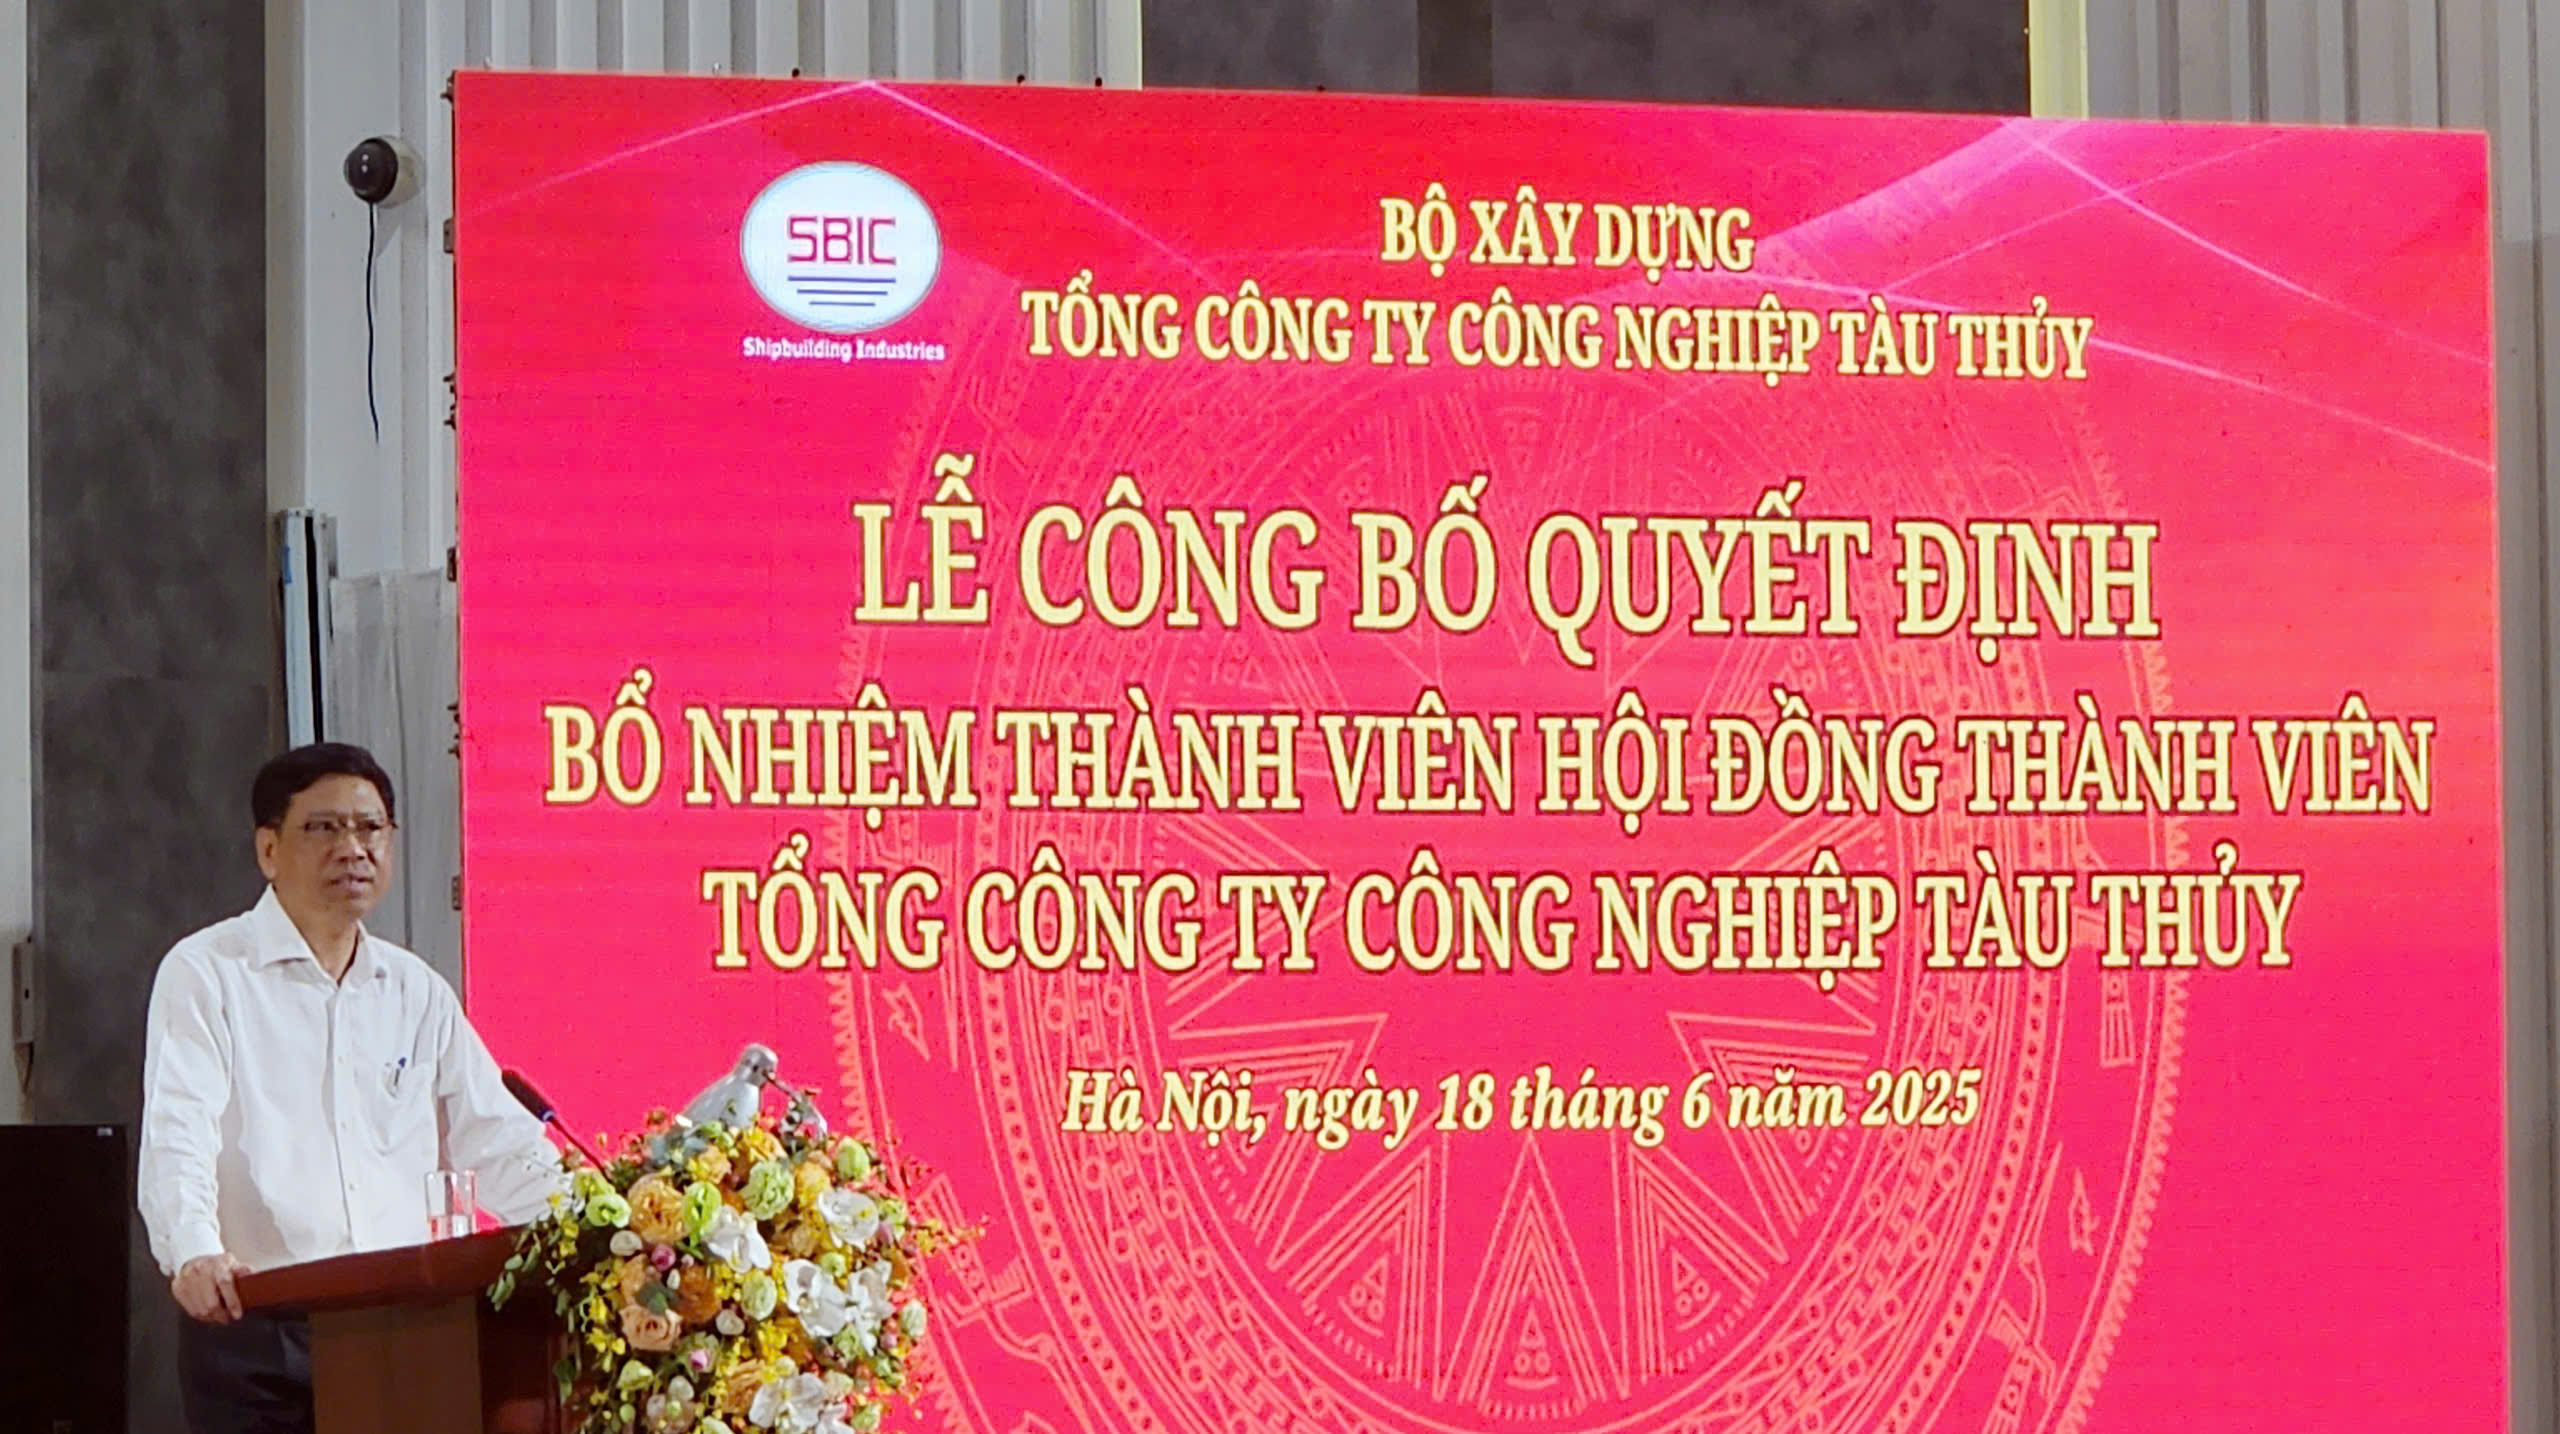 SBIC
Shipbuilding Industries
BỘ XÂY DỰNG
TỔNG CÔNG TY CÔNG NGHIỆP TÀU THỦY
LỄ CÔNG BỐ QUYẾT ĐỊNH
BỔ NHIỆM THÀNH VIÊN HỘI ĐỒNG THÀNH VIÊN
TỔNG CÔNG TY CÔNG NGHIỆP TÀU THỦY
Hà Nội, ngày 18 tháng 6 năm 2025